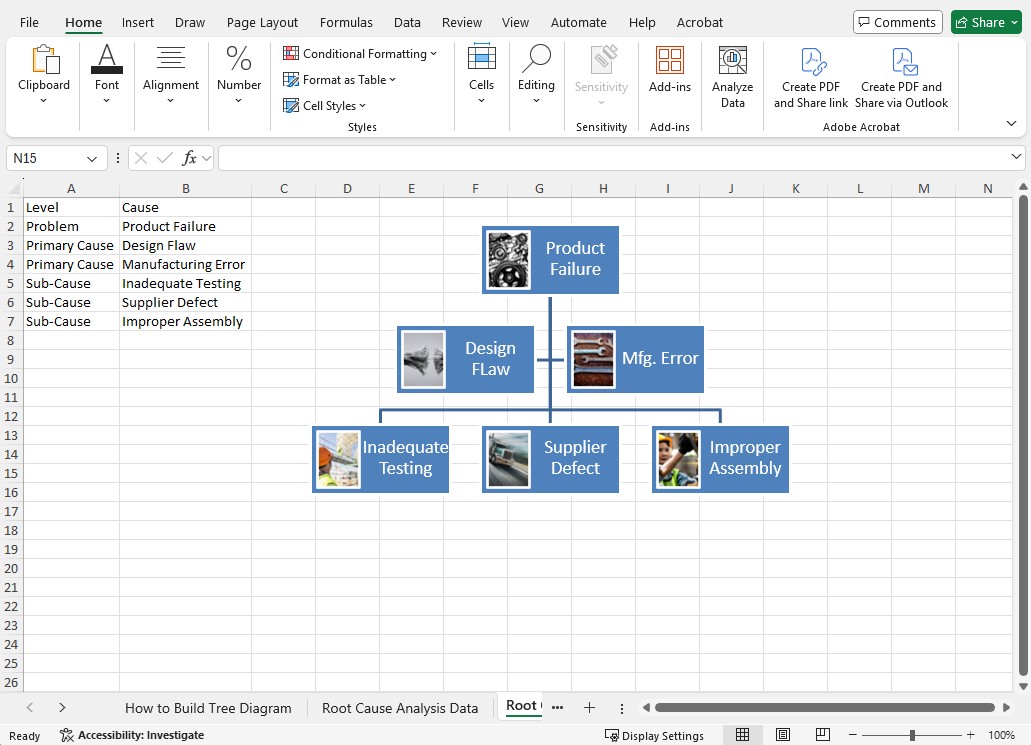 File Home Insert Draw Page Layout Formulas Data Review View Automate Help Acrobat Comments Share
Clipboard
Font
Alignment
Number
Conditional Formatting
Format as Table
Cell Styles
Styles
Cells
Editing
Sensitivity
Sensitivity
Add-ins
Add-ins
Analyze
Data
Create PDF
and Share link
Create PDF and
Share via Outlook
Adobe Acrobat
N15 fx
A B C D E F G H I J K L M N
1 Level Cause
2 Problem Product Failure
3 Primary Cause Design Flaw
4 Primary Cause Manufacturing Error
5 Sub-Cause Inadequate Testing
6 Sub-Cause Supplier Defect
7 Sub-Cause Improper Assembly
8
9
10
11
12
13
14
15
16
17
18
19
20
21
22
23
24
25
26
Product
Failure
Design
FLaw
Mfg. Error
Inadequate
Testing
Supplier
Defect
Improper
Assembly
How to Build Tree Diagram Root Cause Analysis Data Root
Ready Accessibility: Investigate Display Settings 100%